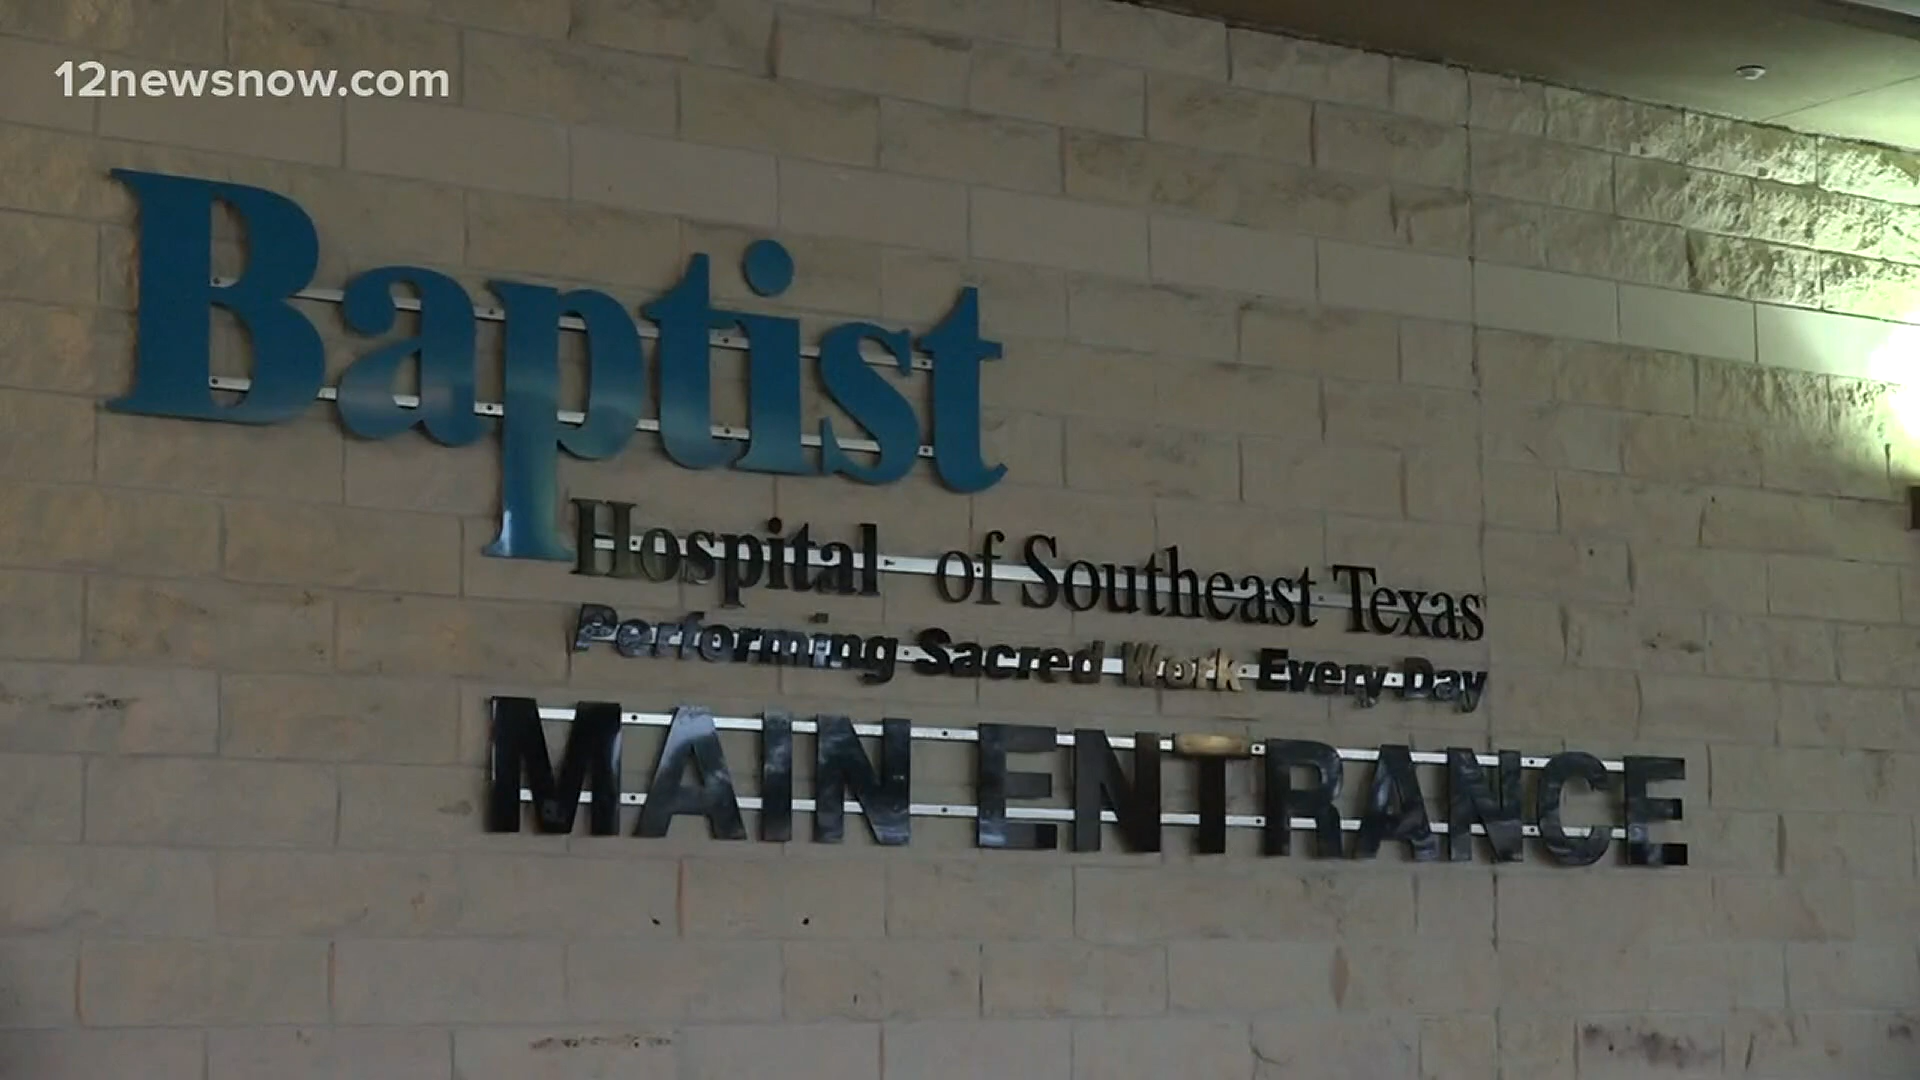 12newsnow.com
Baptist
Hospital of Southeast Texas
Performing Sacred Work Every Day
MAIN ENTRANCE